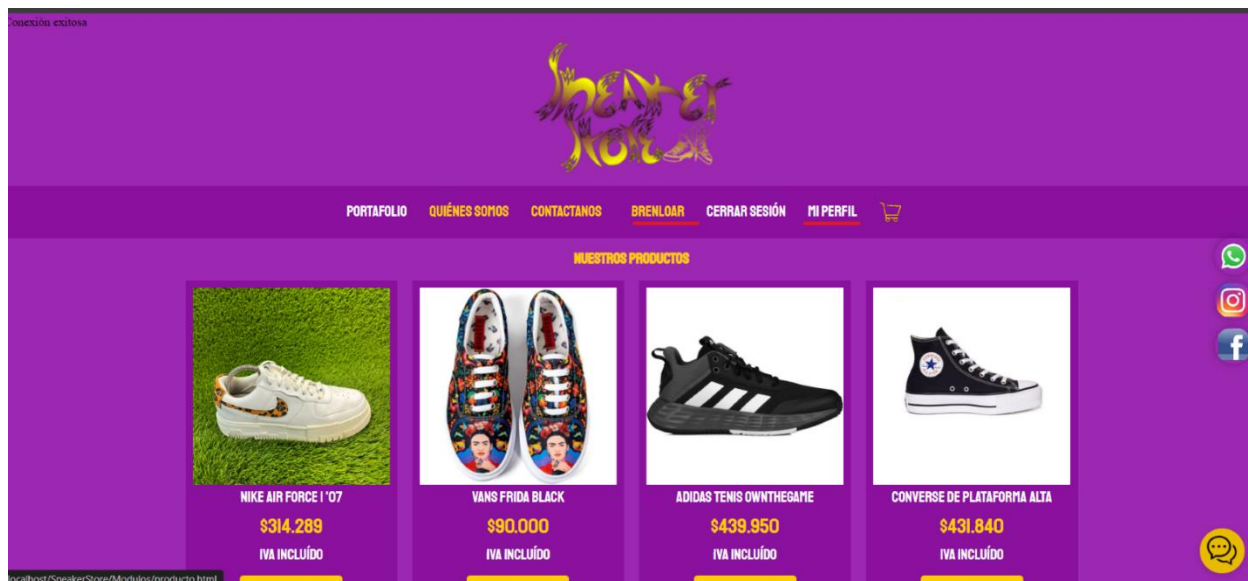 Conexión exitosa
SNEAKER
STORE
PORTAFOLIO QUIÉNES SOMOS CONTACTANOS BRENLOAR CERRAR SESIÓN MI PERFIL
NUESTROS PRODUCTOS
NIKE AIR FORCE 1 '07 VANS FRIDA BLACK ADIDAS TENIS OWNTHEGAME CONVERSE DE PLATAFORMA ALTA
$314.289 $90.000 $439.950 $431.840
IVA INCLUÍDO IVA INCLUÍDO IVA INCLUÍDO IVA INCLUÍDO
localhost/SneakerStore/Modulos/producto.html